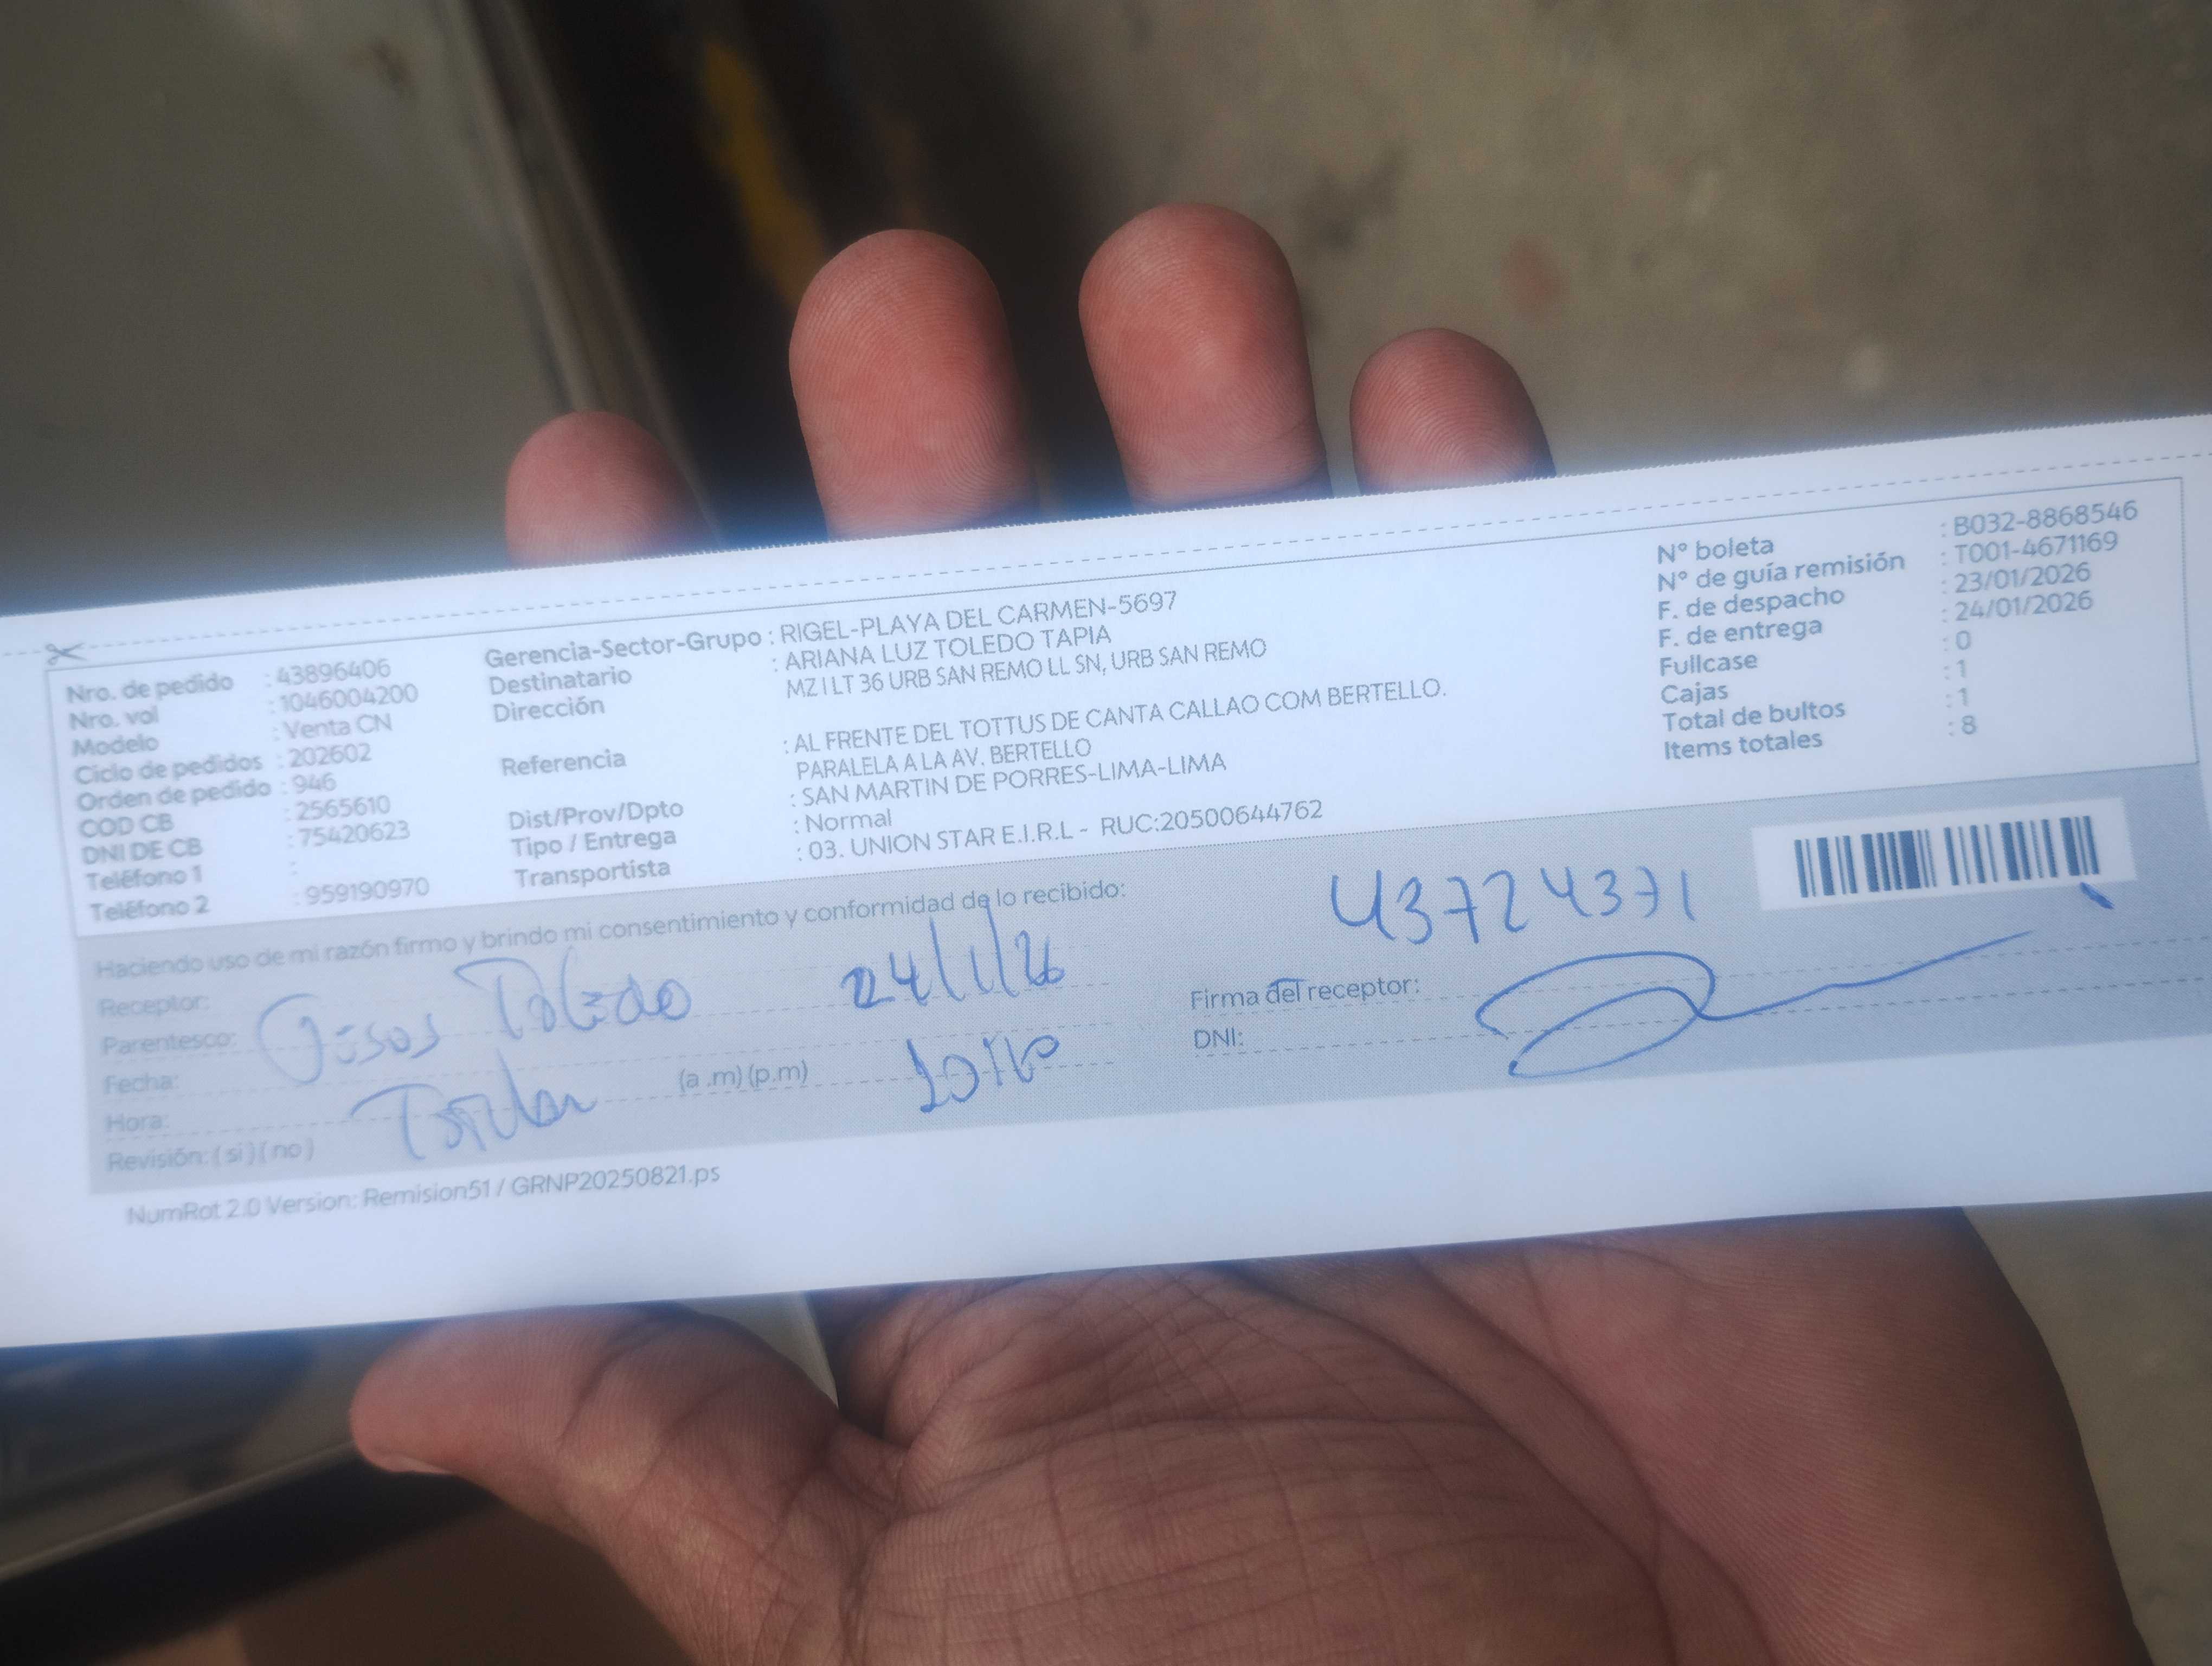 Nro. de pedido : 43896406
Nro. vol : 1046004200
Modelo : Venta CN
Ciclo de pedidos : 202602
Orden de pedido : 946
COD CB : 2565610
DNI DE CB : 75420623
Teléfono 1 :
Teléfono 2 : 959190970
Gerencia-Sector-Grupo : RIGEL-PLAYA DEL CARMEN-5697
Destinatario : ARIANA LUZ TOLEDO TAPIA
Dirección MZ I LT 36 URB SAN REMO LL SN, URB SAN REMO
Referencia : AL FRENTE DEL TOTTUS DE CANTA CALLAO COM BERTELLO.
PARALELA A LA AV. BERTELLO
Dist/Prov/Dpto : SAN MARTIN DE PORRES-LIMA-LIMA
Tipo / Entrega : Normal
Transportista : 03. UNION STAR E.I.R.L - RUC:20500644762
N° boleta : B032-8868546
N° de guía remisión : T001-4671169
F. de despacho : 23/01/2026
F. de entrega : 24/01/2026
Fullcase : 0
Cajas : 1
Total de bultos : 1
Items totales : 8
Haciendo uso de mi razón firmo y brindo mi consentimiento y conformidad de lo recibido:
Receptor:
Parentesco: Toledo 24/1/26
Fecha:
Hora: (a .m) (p.m)
Revisión: ( si ) ( no )
43724371
Firma del receptor:
DNI:
NumRot 2.0 Version: Remision51 / GRNP20250821.ps